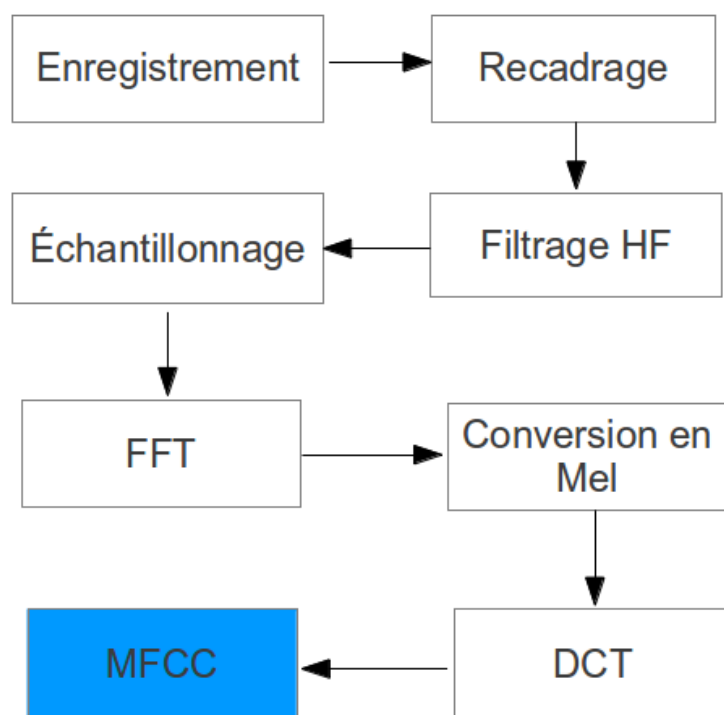 Enregistrement
Recadrage
Échantillonnage
Filtrage HF
FFT
Conversion en
Mel
MFCC
DCT